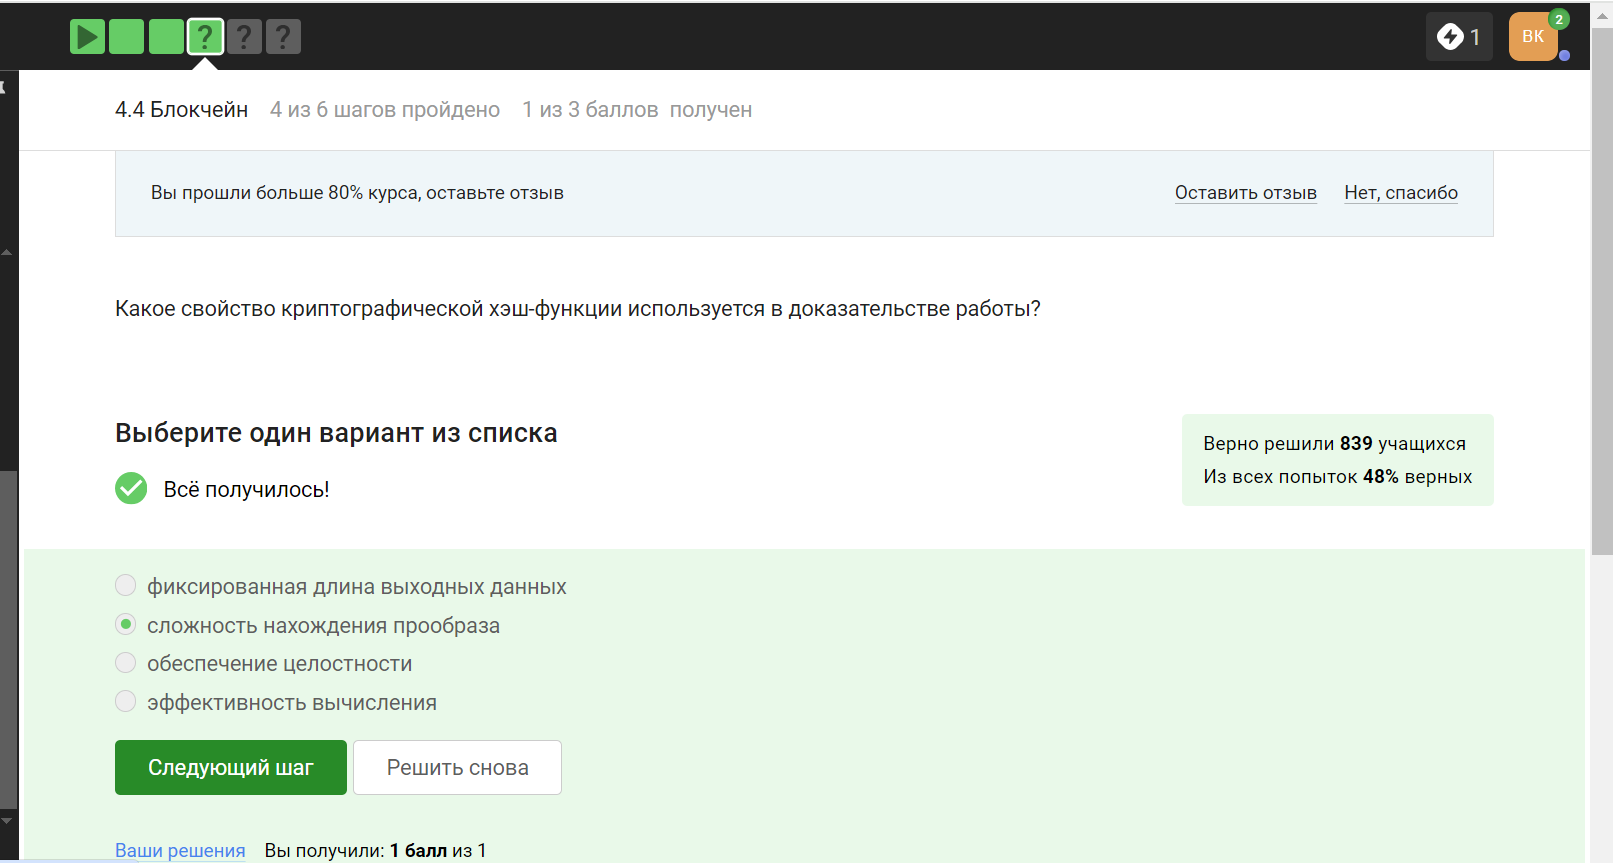 ? ? ?
1
ВК
2
4.4 Блокчейн 4 из 6 шагов пройдено 1 из 3 баллов получен
Вы прошли больше 80% курса, оставьте отзыв Оставить отзыв Нет, спасибо
Какое свойство криптографической хэш-функции используется в доказательстве работы?
Выберите один вариант из списка
Всё получилось!
Верно решили 839 учащихся
Из всех попыток 48% верных
фиксированная длина выходных данных
сложность нахождения прообраза
обеспечение целостности
эффективность вычисления
Следующий шаг Решить снова
Ваши решения Вы получили: 1 балл из 1